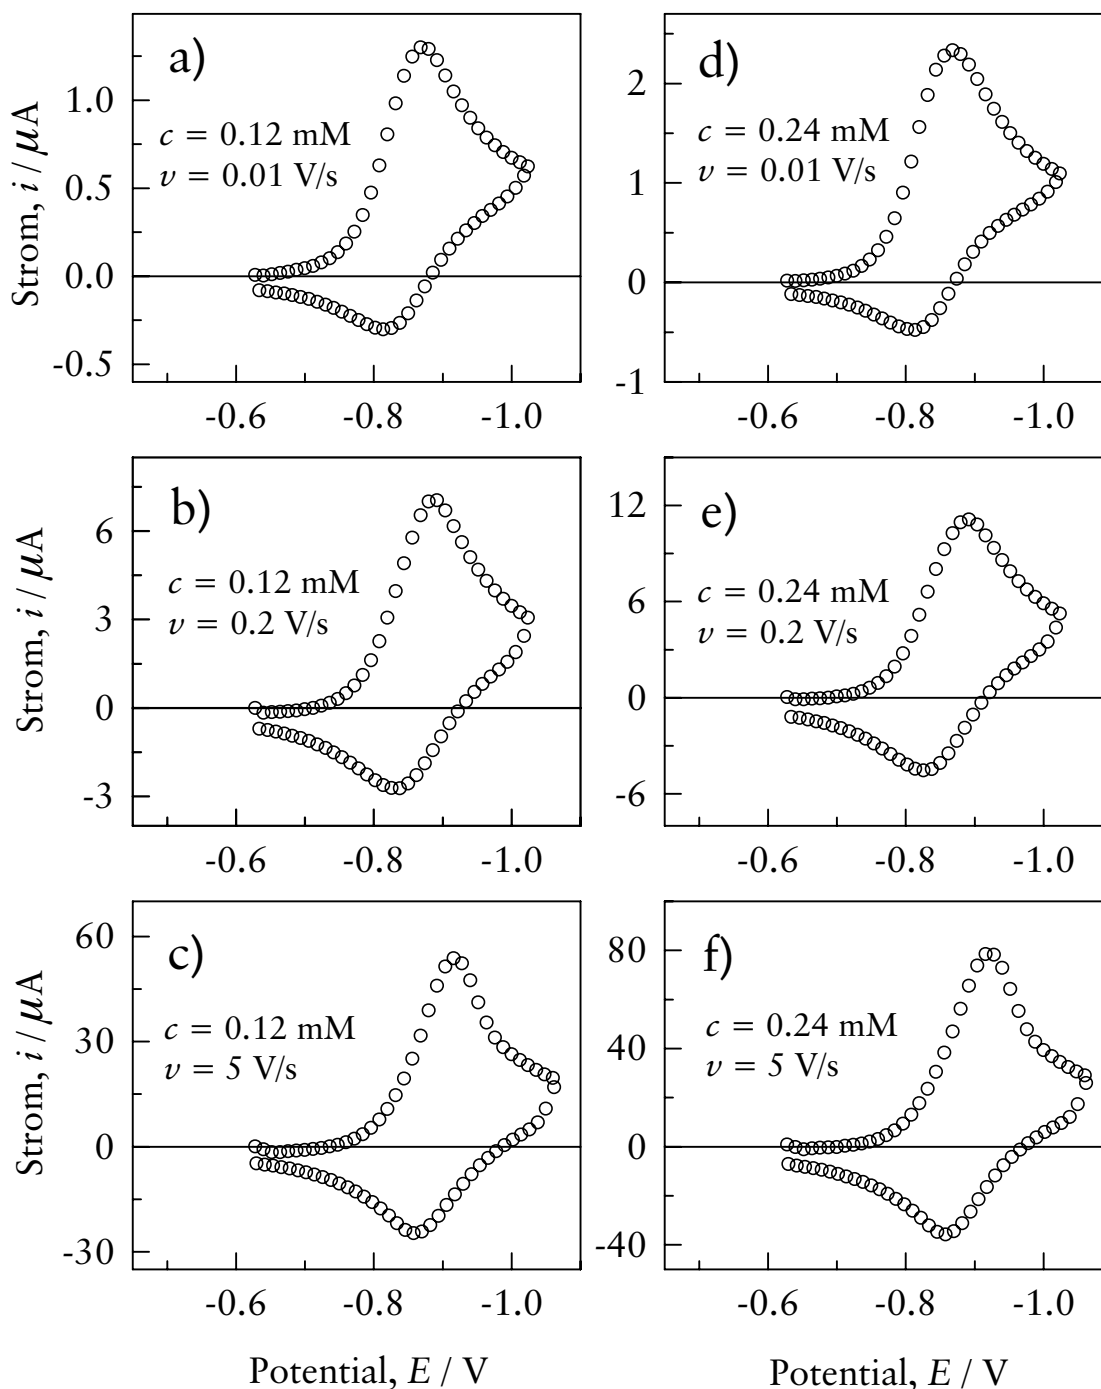 a)
c = 0.12 mM
v = 0.01 V/s
Strom, i / μA
1.0
0.5
0.0
-0.5
-0.6 -0.8 -1.0
d)
c = 0.24 mM
v = 0.01 V/s
2
1
0
-1
-0.6 -0.8 -1.0
b)
c = 0.12 mM
v = 0.2 V/s
Strom, i / μA
6
3
0
-3
-0.6 -0.8 -1.0
e)
c = 0.24 mM
v = 0.2 V/s
12
6
0
-6
-0.6 -0.8 -1.0
c)
c = 0.12 mM
v = 5 V/s
Strom, i / μA
60
30
0
-30
-0.6 -0.8 -1.0
Potential, E / V
f)
c = 0.24 mM
v = 5 V/s
80
40
0
-40
-0.6 -0.8 -1.0
Potential, E / V